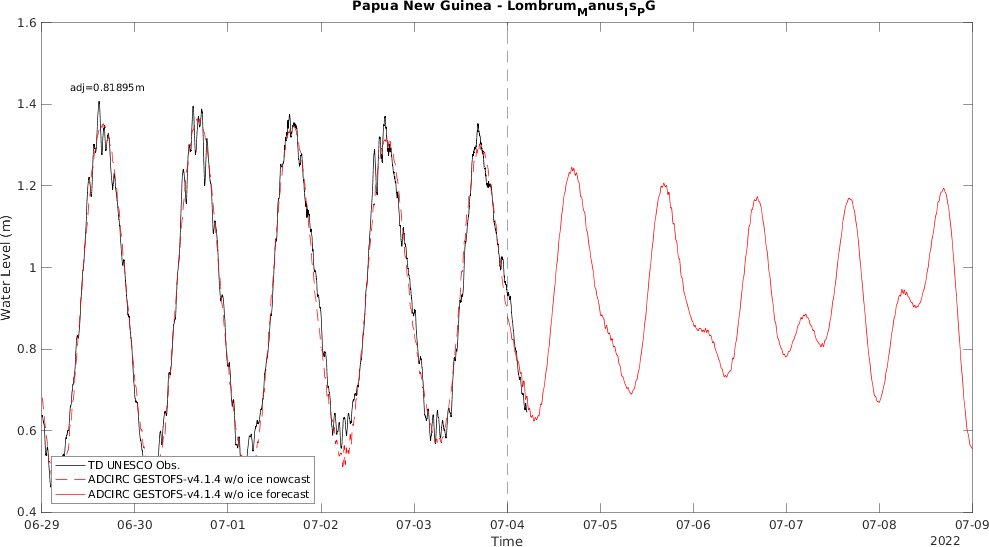 Papua New Guinea - LombrumManusIsPG
1.6
1.4
1.2
1
0.8
0.6
0.4
Water Level (m)
adj=0.81895m
TD UNESCO Obs.
ADCIRC GESTOFS-v4.1.4 w/o ice nowcast
ADCIRC GESTOFS-v4.1.4 w/o ice forecast
06-29 06-30 07-01 07-02 07-03 07-04 07-05 07-06 07-07 07-08 07-09
Time
2022